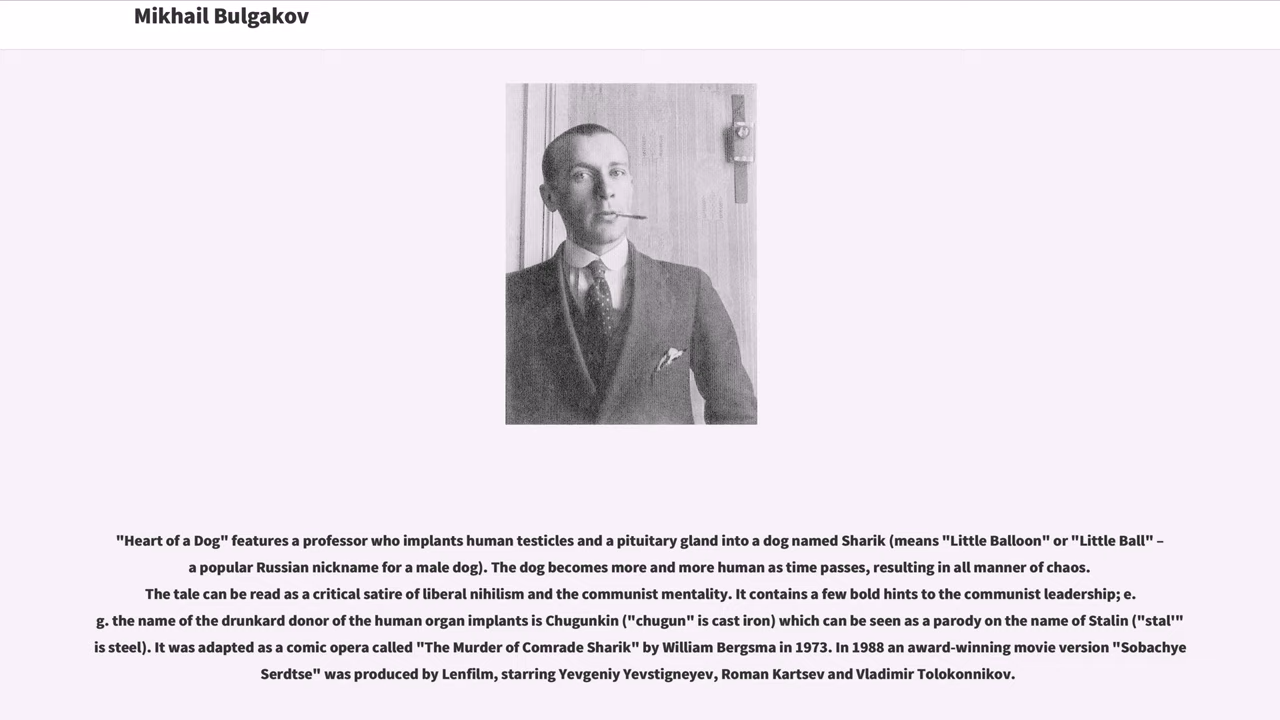 Mikhail Bulgakov
"Heart of a Dog" features a professor who implants human testicles and a pituitary gland into a dog named Sharik (means "Little Balloon" or "Little Ball" –
a popular Russian nickname for a male dog). The dog becomes more and more human as time passes, resulting in all manner of chaos.
The tale can be read as a critical satire of liberal nihilism and the communist mentality. It contains a few bold hints to the communist leadership; e.
g. the name of the drunkard donor of the human organ implants is Chugunkin ("chugun" is cast iron) which can be seen as a parody on the name of Stalin ("stal'"
is steel). It was adapted as a comic opera called "The Murder of Comrade Sharik" by William Bergsma in 1973. In 1988 an award-winning movie version "Sobachye
Serdtse" was produced by Lenfilm, starring Yevgeniy Yevstigneyev, Roman Kartsev and Vladimir Tolokonnikov.